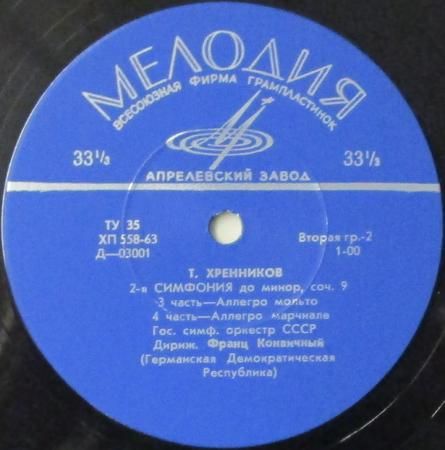 МЕЛОДИЯ
ВСЕСОЮЗНАЯ ФИРМА ГРАМПЛАСТИНОК
33⅓ 33⅓
АПРЕЛЕВСКИЙ ЗАВОД
ТУ 35
ХП 558-63 Вторая гр.-2
Д—03001 1-00
Т. ХРЕННИКОВ
2-я СИМФОНИЯ до минор, соч. 9
3 часть—Аллегро мольто
4 часть—Аллегро марчиале
Гос. симф. оркестр СССР
Дириж. Франц Конвичный
(Германская Демократическая
Республика)